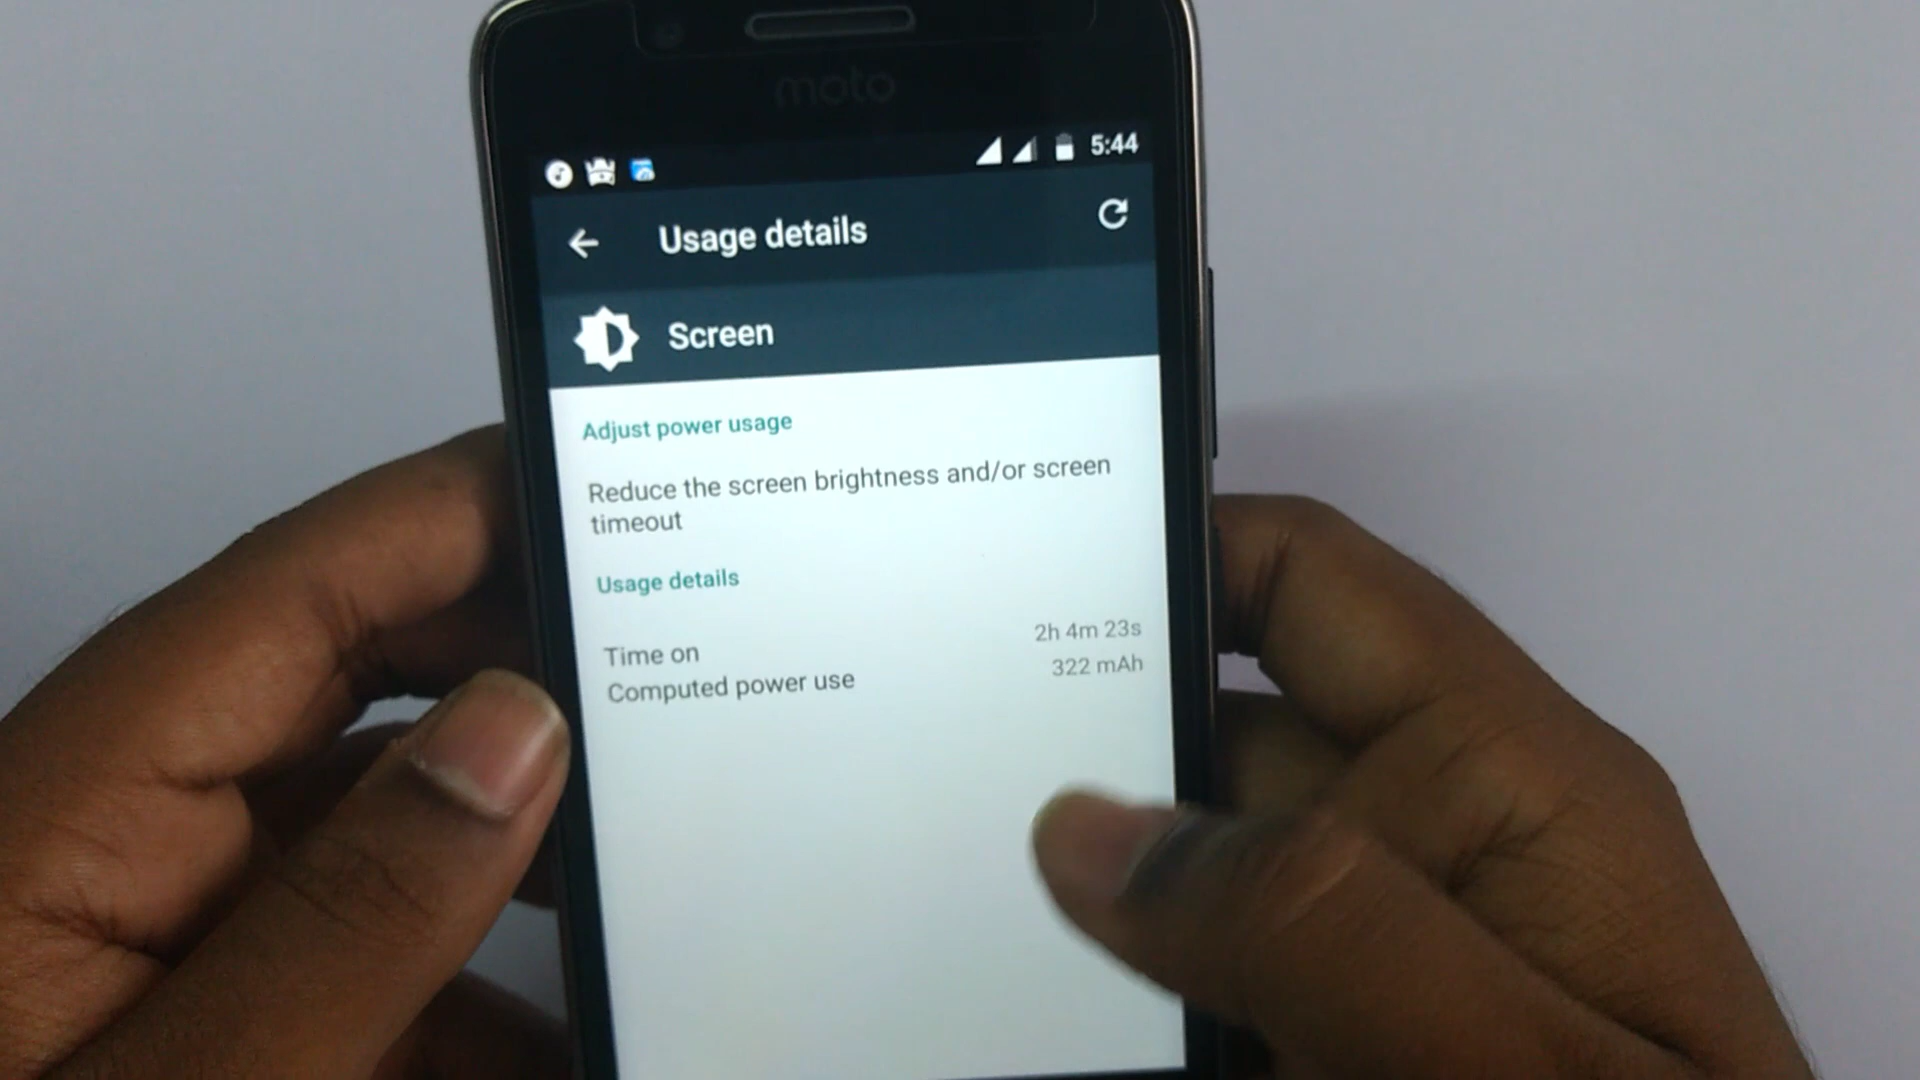 moto
5:44
Usage details
Screen
Adjust power usage
Reduce the screen brightness and/or screen
timeout
Usage details
Time on 2h 4m 23s
Computed power use 322 mAh